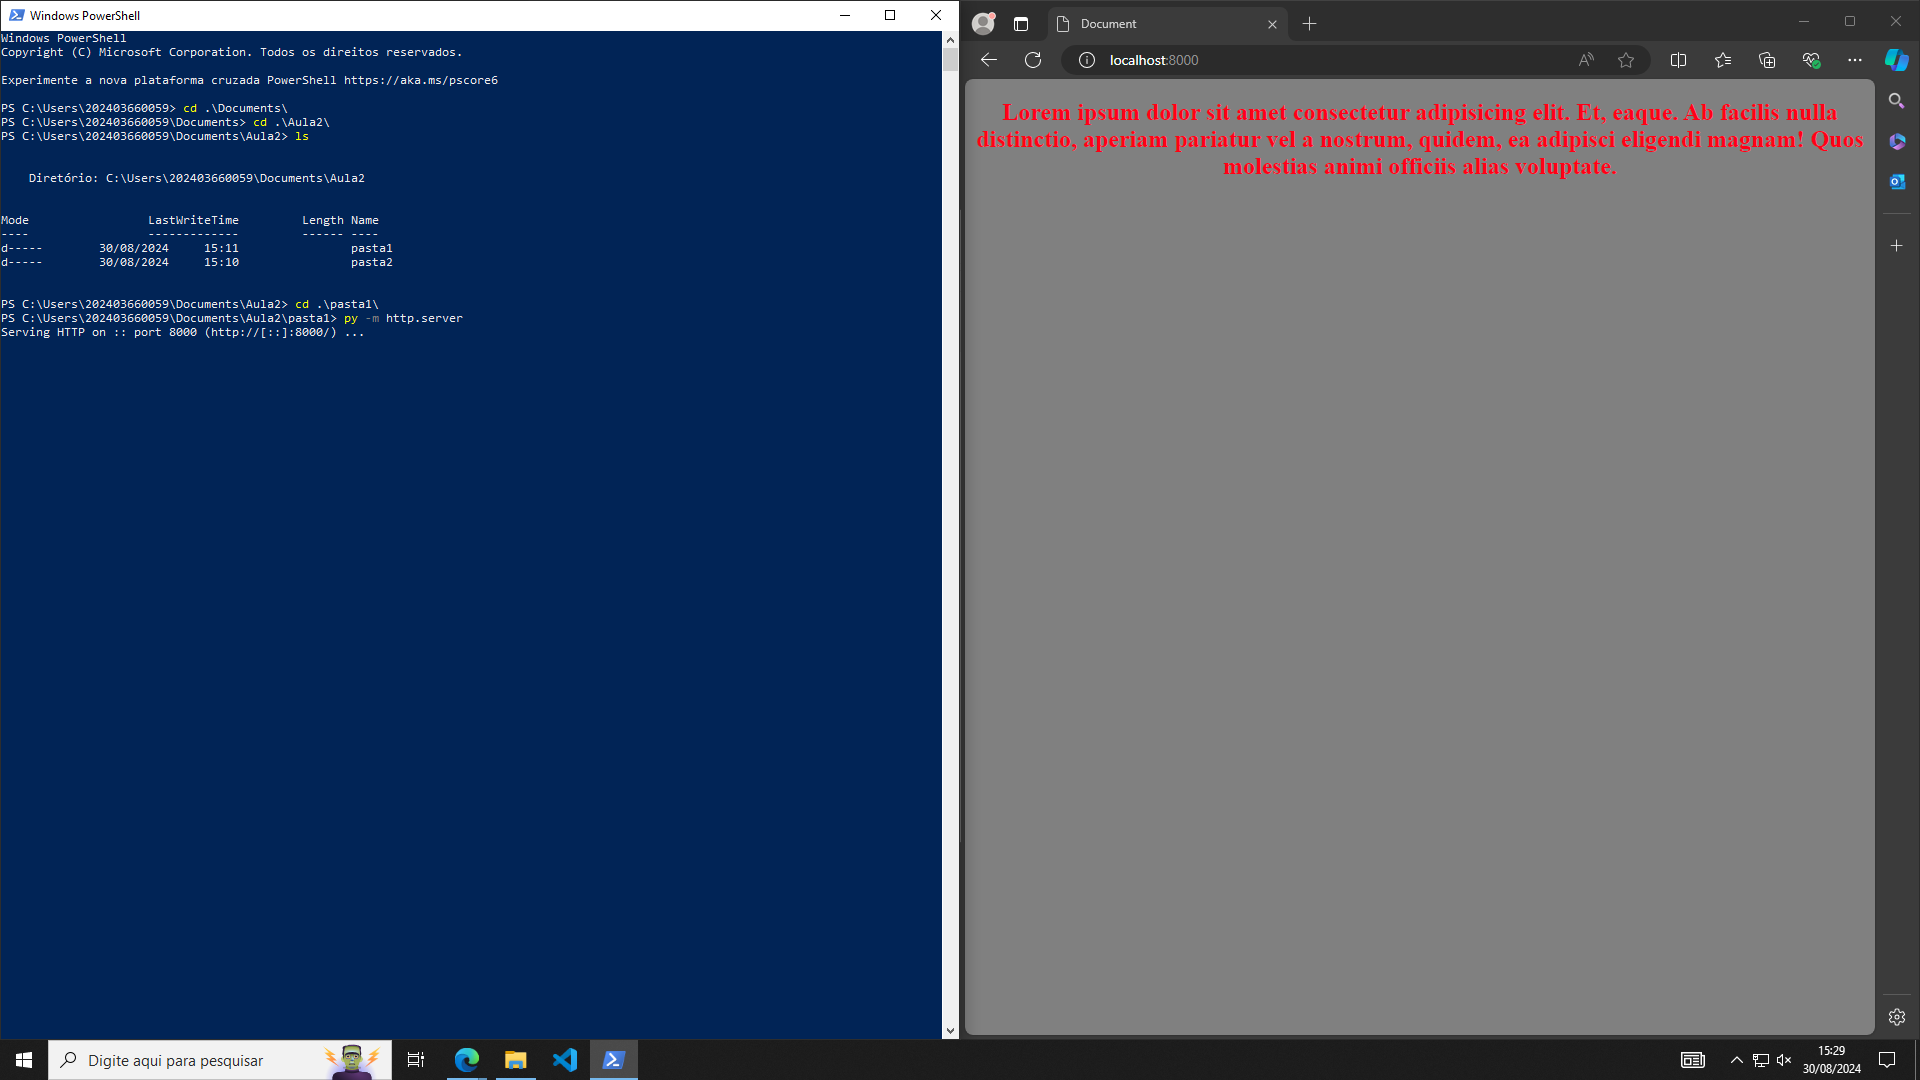 Windows PowerShell
Windows PowerShell
Copyright (C) Microsoft Corporation. Todos os direitos reservados.
Experimente a nova plataforma cruzada PowerShell https://aka.ms/pscore6
PS C:\Users\202403660059> cd .\Documents\
PS C:\Users\202403660059\Documents> cd .\Aula2\
PS C:\Users\202403660059\Documents\Aula2> ls
Diretório: C:\Users\202403660059\Documents\Aula2
Mode LastWriteTime Length Name
---- ------------- ------ ----
d----- 30/08/2024 15:11 pasta1
d----- 30/08/2024 15:10 pasta2
PS C:\Users\202403660059\Documents\Aula2> cd .\pasta1\
PS C:\Users\202403660059\Documents\Aula2\pasta1> py -m http.server
Serving HTTP on :: port 8000 (http://[::]:8000/) ...
Document
localhost:8000
Lorem ipsum dolor sit amet consectetur adipisicing elit. Et, eaque. Ab facilis nulla
distinctio, aperiam pariatur vel a nostrum, quidem, ea adipisci eligendi magnam! Quos
molestias animi officiis alias voluptate.
Digite aqui para pesquisar
15:29
30/08/2024